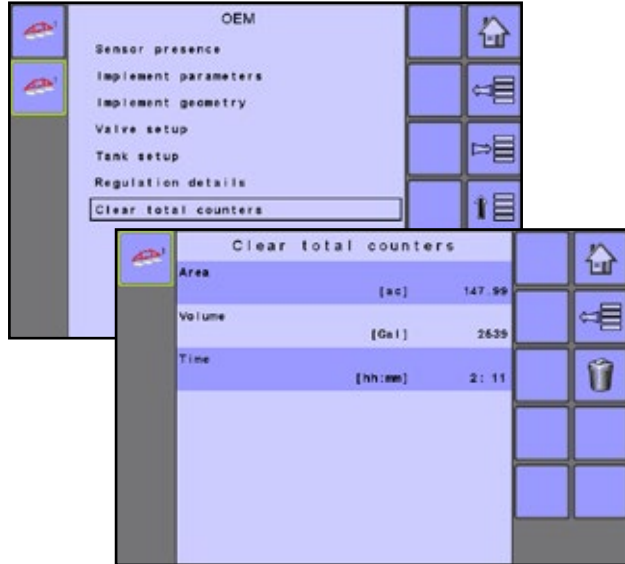 OEM
Sensor presence
Implement parameters
Implement geometry
Valve setup
Tank setup
Regulation details
Clear total counters
Clear total counters
Area
[ac] 147.99
Volume
[Gal] 2539
Time
[hh:mm] 2: 11